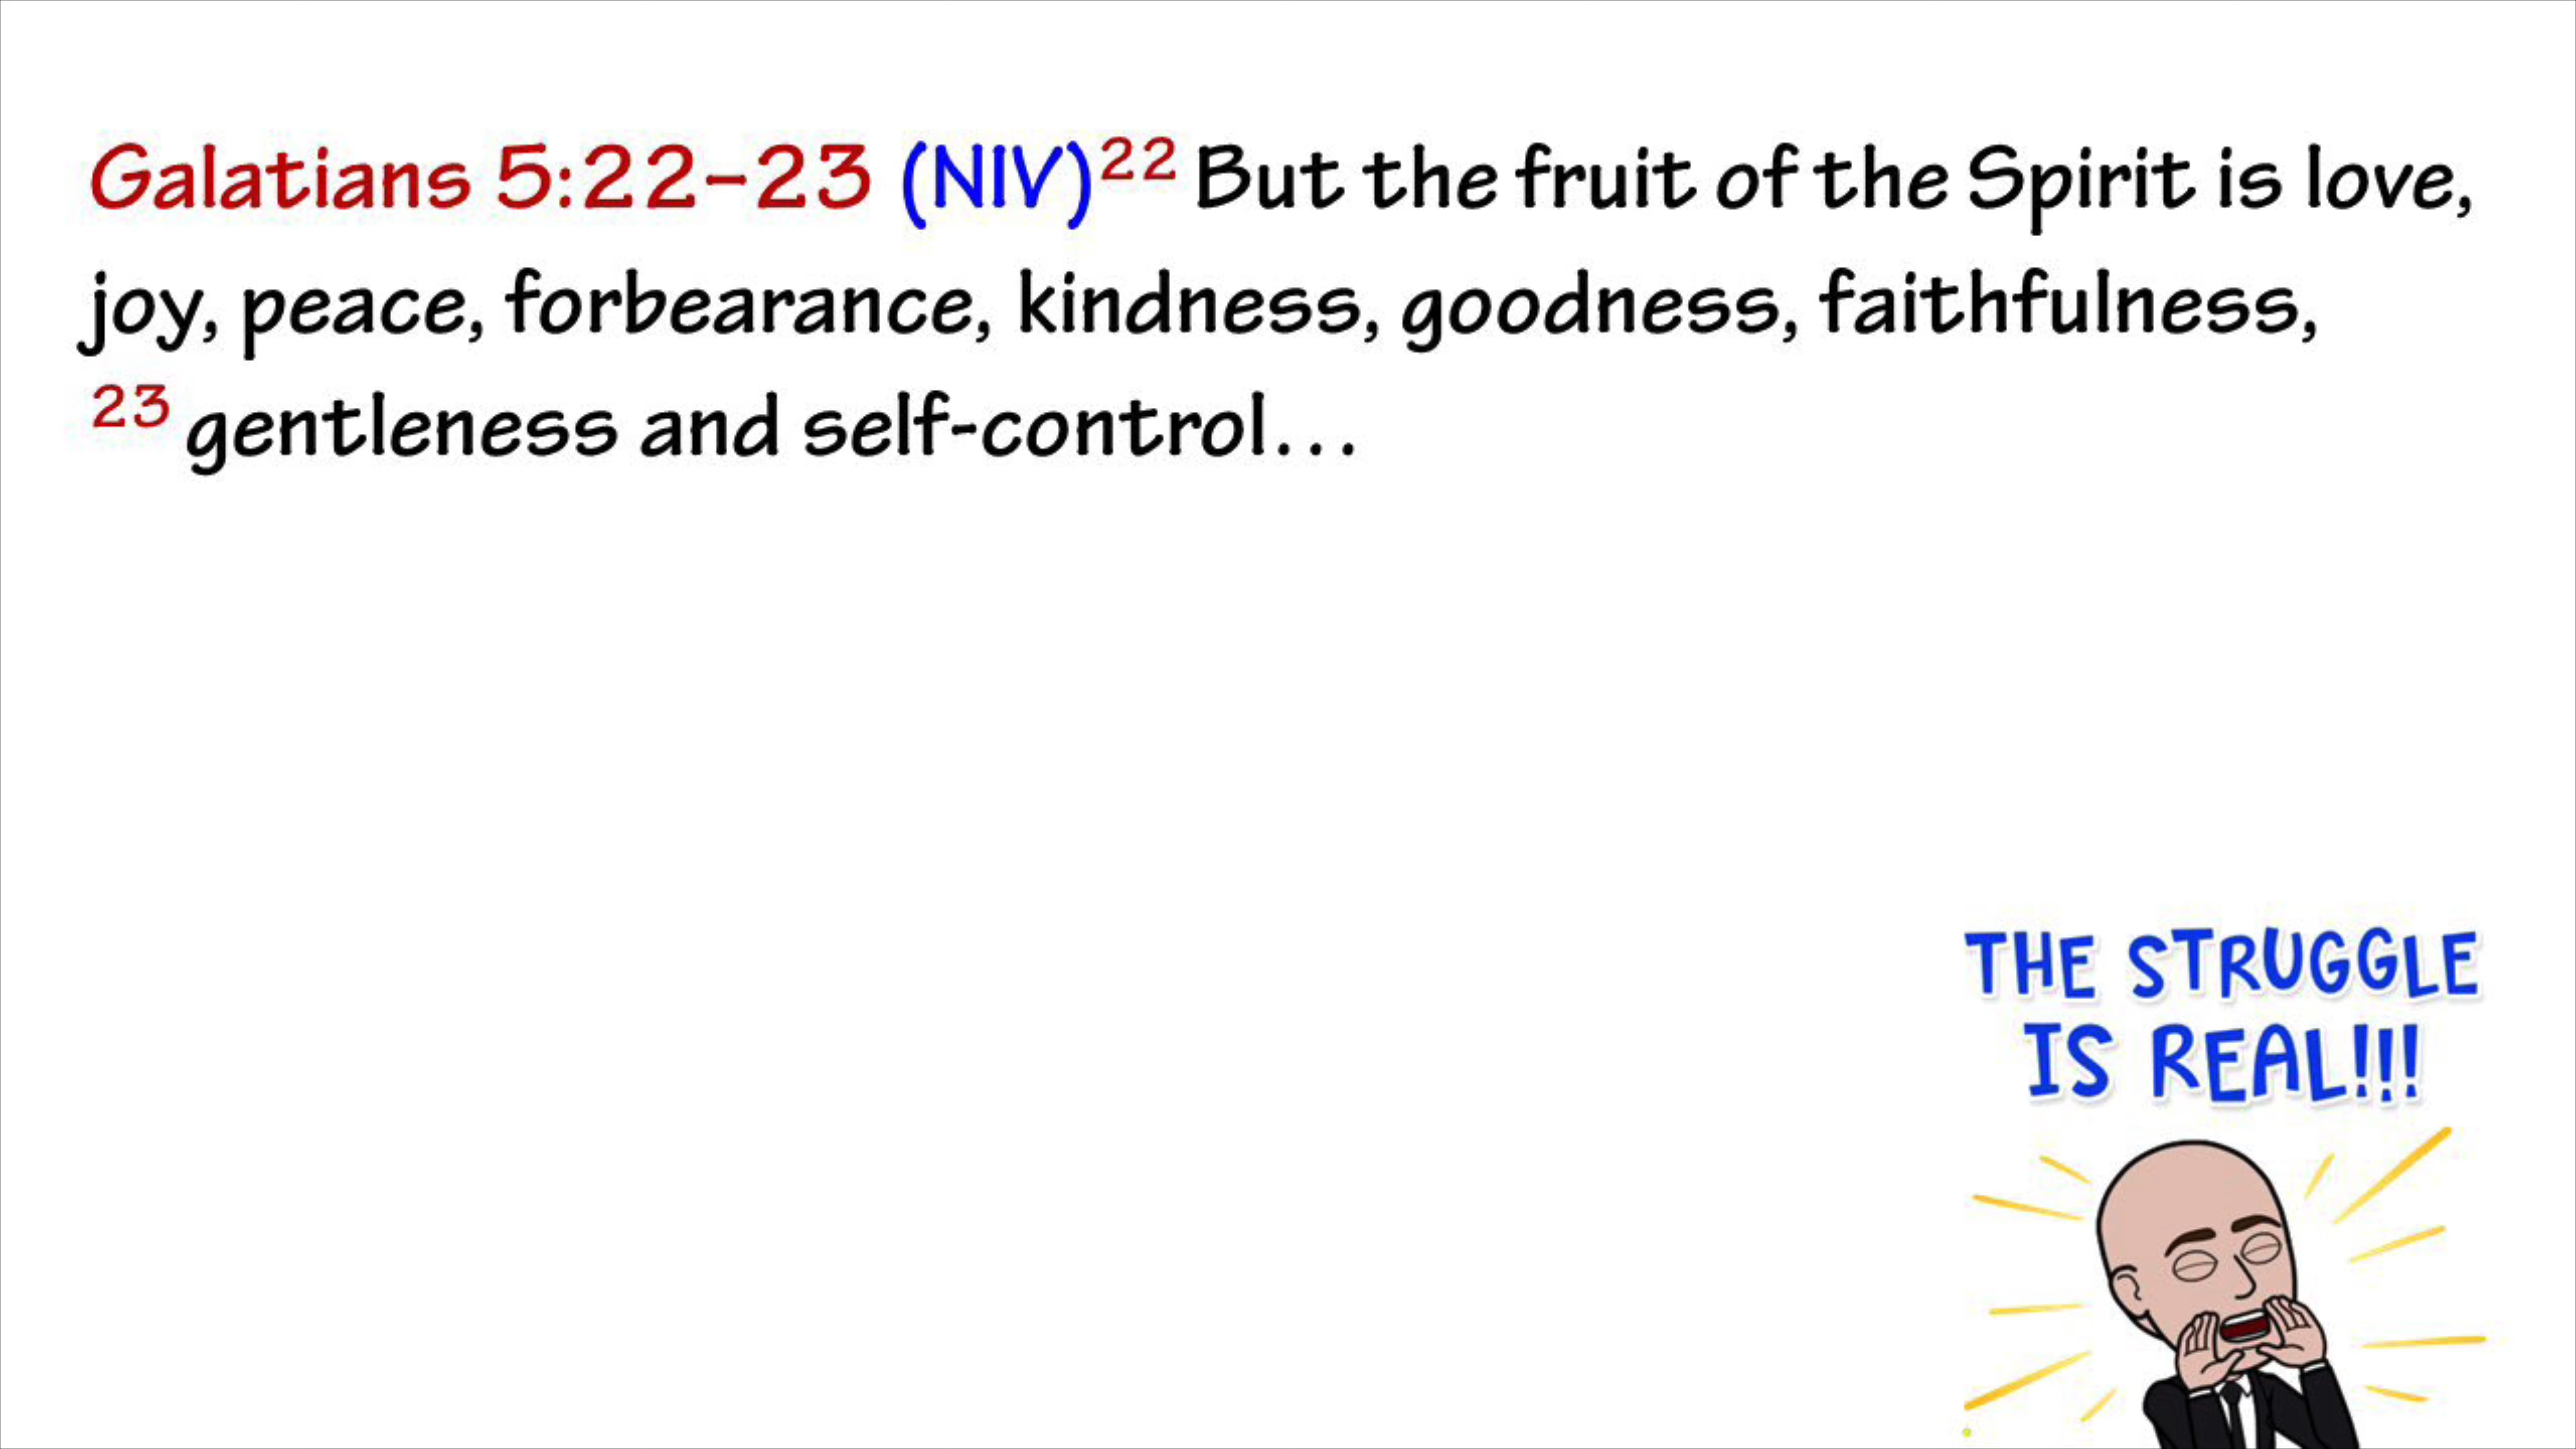 Galatians 5:22–23 (NIV)22 But the fruit of the Spirit is love,
joy, peace, forbearance, kindness, goodness, faithfulness,
23 gentleness and self-control…
THE STRUGGLE
IS REAL!!!